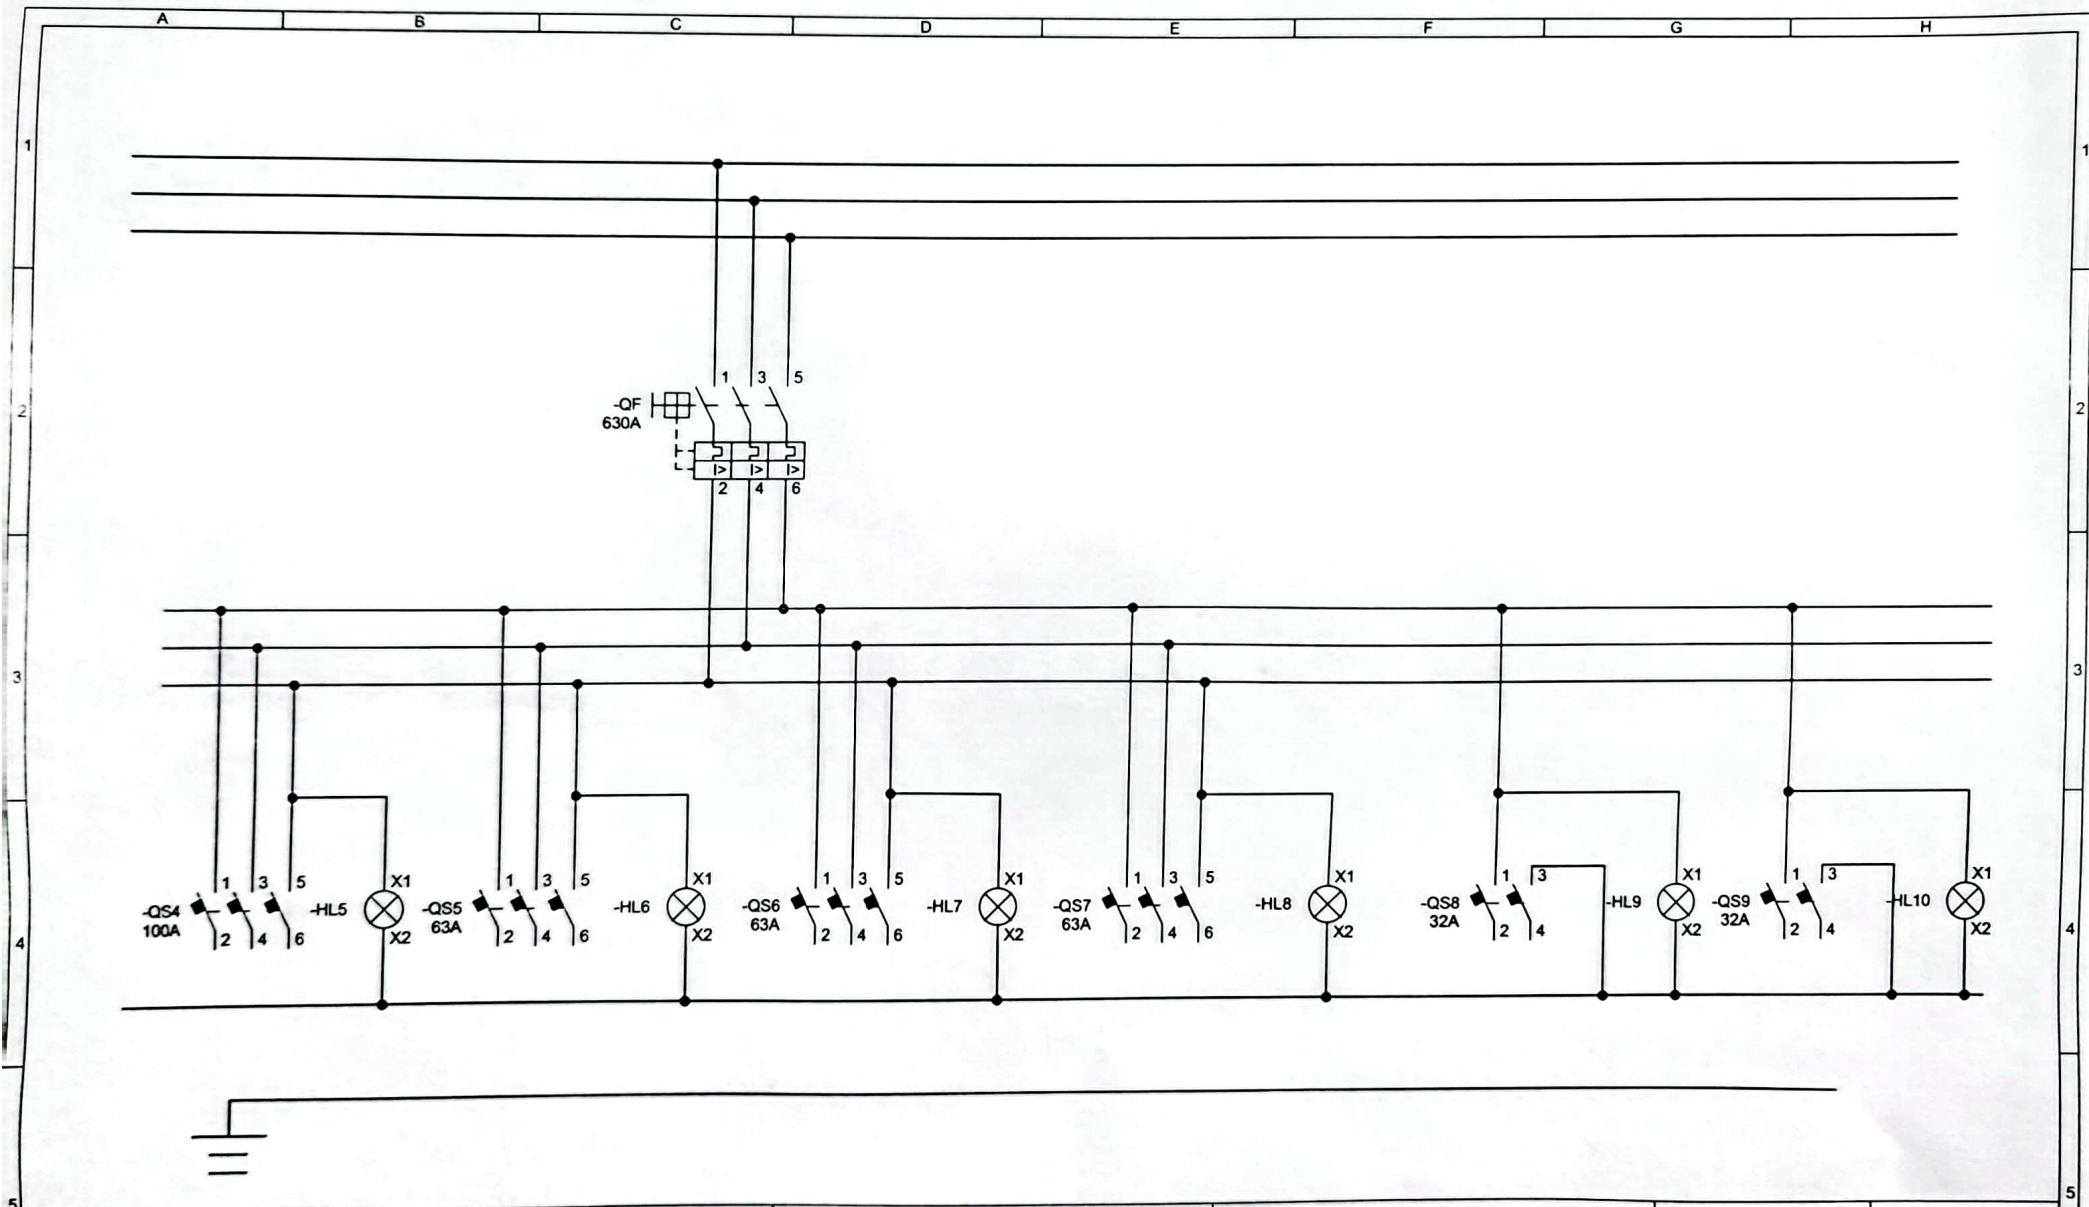 A B C D E F G H
1 1
1 3 5
-QF
630A
2 2
I> I> I>
2 4 6
3 3
1 3 5 X1 1 3 5 X1 1 3 5 X1 1 3 5 X1 1 3 X1 1 3 X1
-QS4 -HL5 -QS5 -HL6 -QS6 -HL7 -QS7 -HL8 -QS8 -HL9 -QS9 -HL10
100A 63A 63A 63A 32A 32A
2 4 6 X2 2 4 6 X2 2 4 6 X2 2 4 6 X2 2 4 X2 2 4 X2
4 4
5 5